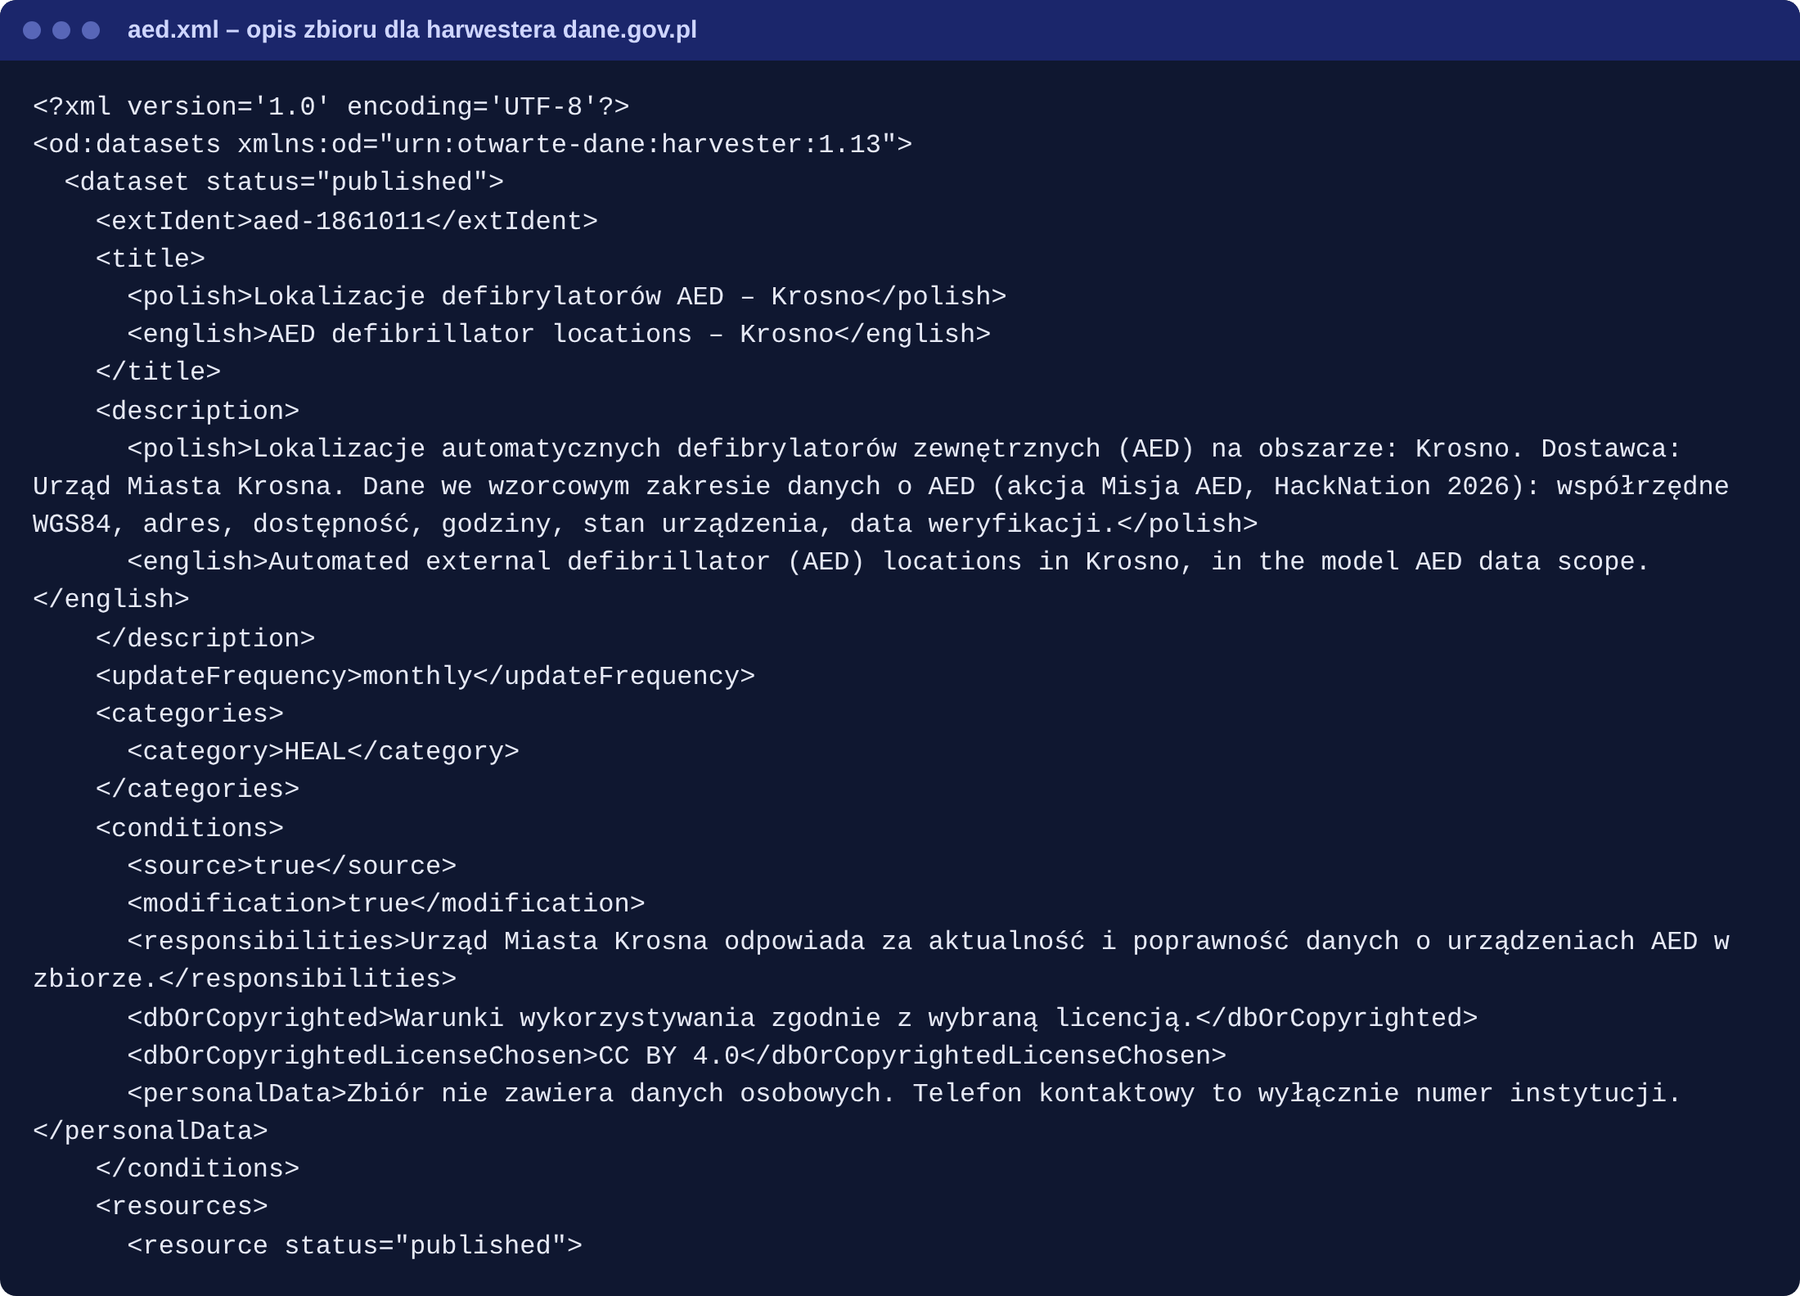 aed.xml – opis zbioru dla harwestera dane.gov.pl
<?xml version='1.0' encoding='UTF-8'?>
<od:datasets xmlns:od="urn:otwarte-dane:harvester:1.13">
  <dataset status="published">
    <extIdent>aed-1861011</extIdent>
    <title>
      <polish>Lokalizacje defibrylatorów AED – Krosno</polish>
      <english>AED defibrillator locations – Krosno</english>
    </title>
    <description>
      <polish>Lokalizacje automatycznych defibrylatorów zewnętrznych (AED) na obszarze: Krosno. Dostawca:
Urząd Miasta Krosna. Dane we wzorcowym zakresie danych o AED (akcja Misja AED, HackNation 2026): współrzędne
WGS84, adres, dostępność, godziny, stan urządzenia, data weryfikacji.</polish>
      <english>Automated external defibrillator (AED) locations in Krosno, in the model AED data scope.
</english>
    </description>
    <updateFrequency>monthly</updateFrequency>
    <categories>
      <category>HEAL</category>
    </categories>
    <conditions>
      <source>true</source>
      <modification>true</modification>
      <responsibilities>Urząd Miasta Krosna odpowiada za aktualność i poprawność danych o urządzeniach AED w
zbiorze.</responsibilities>
      <dbOrCopyrighted>Warunki wykorzystywania zgodnie z wybraną licencją.</dbOrCopyrighted>
      <dbOrCopyrightedLicenseChosen>CC BY 4.0</dbOrCopyrightedLicenseChosen>
      <personalData>Zbiór nie zawiera danych osobowych. Telefon kontaktowy to wyłącznie numer instytucji.
</personalData>
    </conditions>
    <resources>
      <resource status="published">